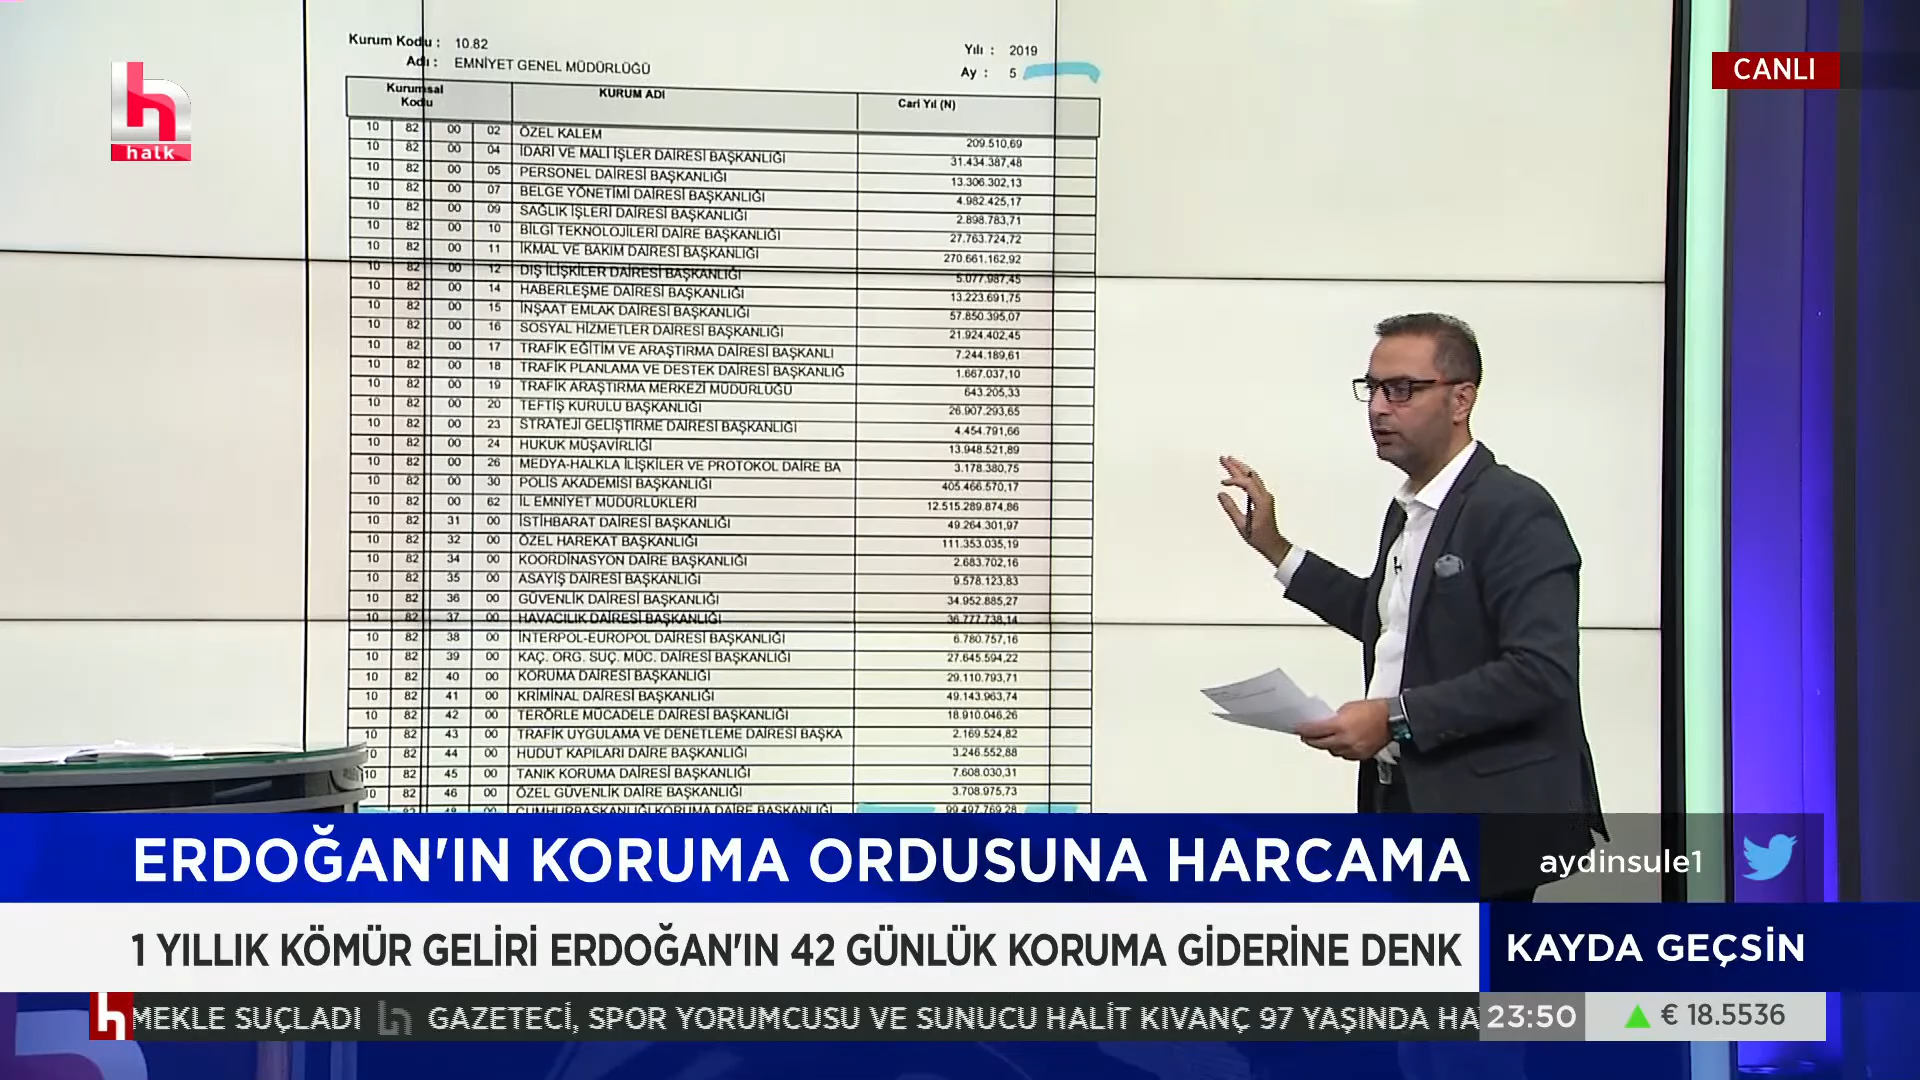 Kurum Kodu : 10.82
Adı : EMNİYET GENEL MÜDÜRLÜĞÜ
Yılı : 2019
Ay : 5
Kurumsal Kodu KURUM ADI Cari Yıl (N)
10 82 00 02 ÖZEL KALEM 209.510,69
10 82 00 04 İDARİ VE MALİ İŞLER DAİRESİ BAŞKANLIĞI 31.434.387,48
10 82 00 05 PERSONEL DAİRESİ BAŞKANLIĞI 13.306.302,13
10 82 00 07 BELGE YÖNETİMİ DAİRESİ BAŞKANLIĞI 4.982.425,17
10 82 00 09 SAĞLIK İŞLERİ DAİRESİ BAŞKANLIĞI 2.898.783,71
10 82 00 10 BİLGİ TEKNOLOJİLERİ DAİRE BAŞKANLIĞI 27.763.724,72
10 82 00 11 İKMAL VE BAKIM DAİRESİ BAŞKANLIĞI 270.661.162,92
10 82 00 12 DIŞ İLİŞKİLER DAİRESİ BAŞKANLIĞI 5.077.987,45
10 82 00 14 HABERLEŞME DAİRESİ BAŞKANLIĞI 13.223.691,75
10 82 00 15 İNŞAAT EMLAK DAİRESİ BAŞKANLIĞI 57.850.395,07
10 82 00 16 SOSYAL HİZMETLER DAİRESİ BAŞKANLIĞI 21.924.402,45
10 82 00 17 TRAFİK EĞİTİM VE ARAŞTIRMA DAİRESİ BAŞKANLI 7.244.189,61
10 82 00 18 TRAFİK PLANLAMA VE DESTEK DAİRESİ BAŞKANLIĞ 1.667.037,10
10 82 00 19 TRAFİK ARAŞTIRMA MERKEZİ MÜDÜRLÜĞÜ 643.205,33
10 82 00 20 TEFTİŞ KURULU BAŞKANLIĞI 26.907.293,65
10 82 00 23 STRATEJİ GELİŞTİRME DAİRESİ BAŞKANLIĞI 4.454.791,66
10 82 00 24 HUKUK MÜŞAVİRLİĞİ 13.948.521,89
10 82 00 26 MEDYA-HALKLA İLİŞKİLER VE PROTOKOL DAİRE BA 3.178.380,75
10 82 00 30 POLİS AKADEMİSİ BAŞKANLIĞI 405.466.570,17
10 82 00 62 İL EMNİYET MÜDÜRLÜKLERİ 12.515.289.874,86
10 82 31 00 İSTİHBARAT DAİRESİ BAŞKANLIĞI 49.264.301,97
10 82 32 00 ÖZEL HAREKAT BAŞKANLIĞI 111.353.035,19
10 82 34 00 KOORDİNASYON DAİRE BAŞKANLIĞI 2.683.702,16
10 82 35 00 ASAYİŞ DAİRESİ BAŞKANLIĞI 9.578.123,83
10 82 36 00 GÜVENLİK DAİRESİ BAŞKANLIĞI 34.952.885,27
10 82 37 00 HAVACILIK DAİRESİ BAŞKANLIĞI 36.777.738,14
10 82 38 00 İNTERPOL-EUROPOL DAİRESİ BAŞKANLIĞI 6.780.757,16
10 82 39 00 KAÇ. ORG. SUÇ. MÜC. DAİRESİ BAŞKANLIĞI 27.645.594,22
10 82 40 00 KORUMA DAİRESİ BAŞKANLIĞI 29.110.793,71
10 82 41 00 KRİMİNAL DAİRESİ BAŞKANLIĞI 49.143.963,74
10 82 42 00 TERÖRLE MÜCADELE DAİRESİ BAŞKANLIĞI 18.910.046,26
10 82 43 00 TRAFİK UYGULAMA VE DENETLEME DAİRESİ BAŞKA 2.169.524,82
10 82 44 00 HUDUT KAPILARI DAİRE BAŞKANLIĞI 3.246.552,88
10 82 45 00 TANIK KORUMA DAİRESİ BAŞKANLIĞI 7.608.030,31
10 82 46 00 ÖZEL GÜVENLİK DAİRE BAŞKANLIĞI 3.708.975,73
82 48 00 CUMHURBAŞKANLIĞI KORUMA DAİRE BAŞKANLIĞI 99.497.769,28
h
halk
CANLI
ERDOĞAN'IN KORUMA ORDUSUNA HARCAMA
aydinsule1
1 YILLIK KÖMÜR GELİRİ ERDOĞAN'IN 42 GÜNLÜK KORUMA GİDERİNE DENK
KAYDA GEÇSİN
h MEKLE SUÇLADI h GAZETECİ, SPOR YORUMCUSU VE SUNUCU HALİT KIVANÇ 97 YAŞINDA HA 23:50 € 18.5536